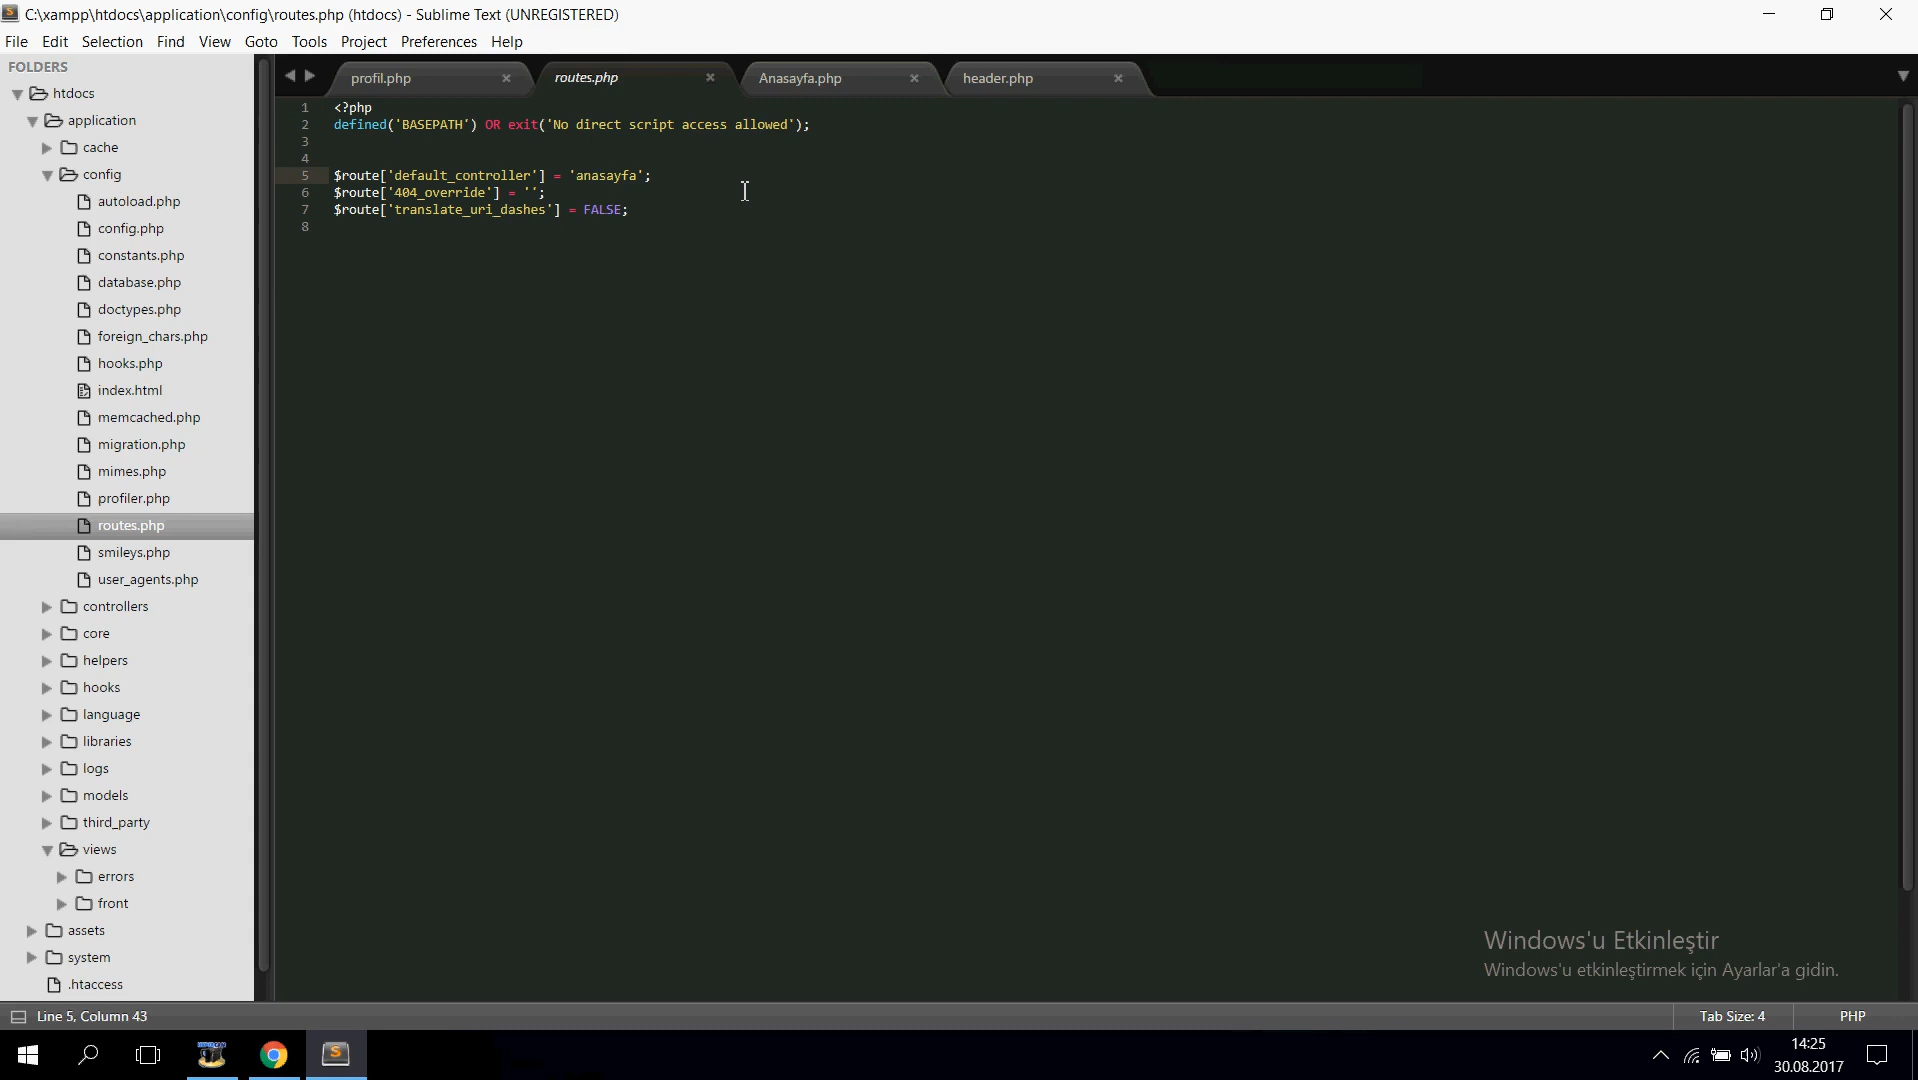 C:\xampp\htdocs\application\config\routes.php (htdocs) - Sublime Text (UNREGISTERED)
File Edit Selection Find View Goto Tools Project Preferences Help
FOLDERS
htdocs
application
cache
config
autoload.php
config.php
constants.php
database.php
doctypes.php
foreign_chars.php
hooks.php
index.html
memcached.php
migration.php
mimes.php
profiler.php
routes.php
smileys.php
user_agents.php
controllers
core
helpers
hooks
language
libraries
logs
models
third_party
views
errors
front
assets
system
.htaccess
profil.php routes.php Anasayfa.php header.php
1 <?php
2 defined('BASEPATH') OR exit('No direct script access allowed');
3
4
5 $route['default_controller'] = 'anasayfa';
6 $route['404_override'] = '';
7 $route['translate_uri_dashes'] = FALSE;
8
Windows'u Etkinleştir
Windows'u etkinleştirmek için Ayarlar'a gidin.
Line 5, Column 43 Tab Size: 4 PHP
14:25
30.08.2017